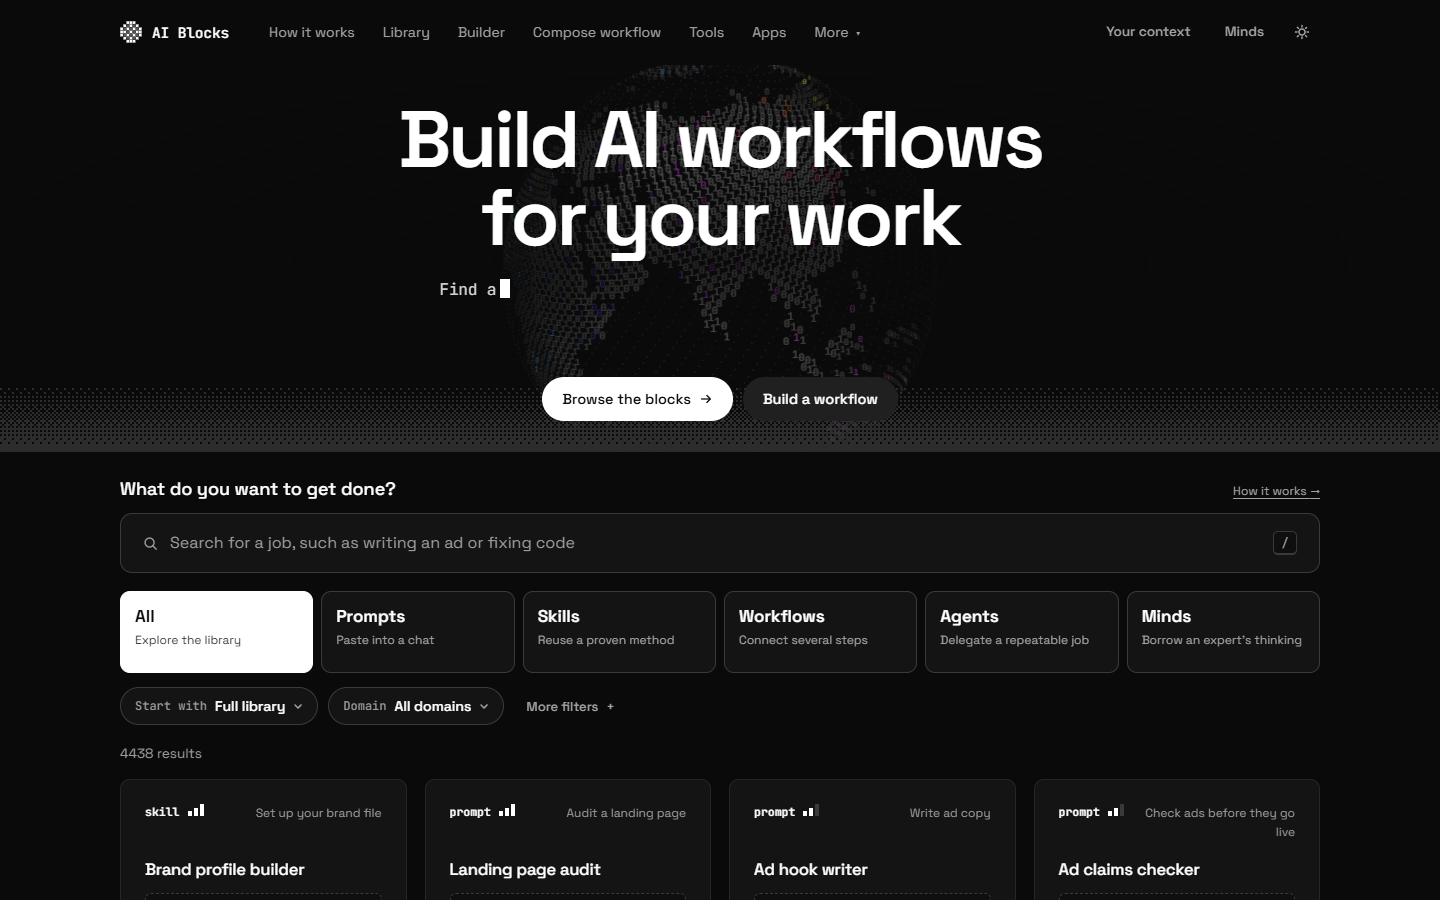 AI Blocks
How it works
Library
Builder
Compose workflow
Tools
Apps
More
Your context
Minds
Build AI workflows
for your work
Find a
Browse the blocks →
Build a workflow
What do you want to get done?
How it works →
Search for a job, such as writing an ad or fixing code
/
All
Explore the library
Prompts
Paste into a chat
Skills
Reuse a proven method
Workflows
Connect several steps
Agents
Delegate a repeatable job
Minds
Borrow an expert's thinking
Start with Full library
Domain All domains
More filters +
4438 results
skill
Set up your brand file
Brand profile builder
prompt
Audit a landing page
Landing page audit
prompt
Write ad copy
Ad hook writer
prompt
Check ads before they go
live
Ad claims checker